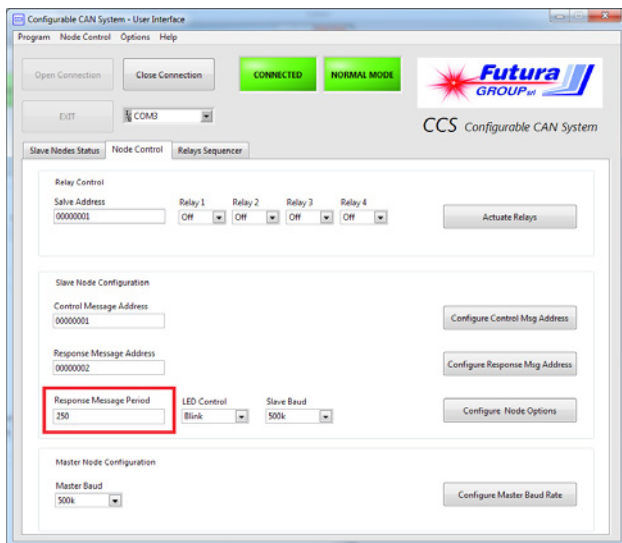 Configurable CAN System - User Interface
Program Node Control Options Help
Open Connection Close Connection CONNECTED NORMAL MODE
Futura
GROUP srl
EXIT COM3
CCS Configurable CAN System
Slave Nodes Status Node Control Relays Sequencer
Relay Control
Salve Address Relay 1 Relay 2 Relay 3 Relay 4
00000001 Off Off Off Off Actuate Relays
Slave Node Configuration
Control Message Address
00000001 Configure Control Msg Address
Response Message Address
00000002 Configure Response Msg Address
Response Message Period LED Control Slave Baud
250 Blink 500k Configure Node Options
Master Node Configuration
Master Baud
500k Configure Master Baud Rate